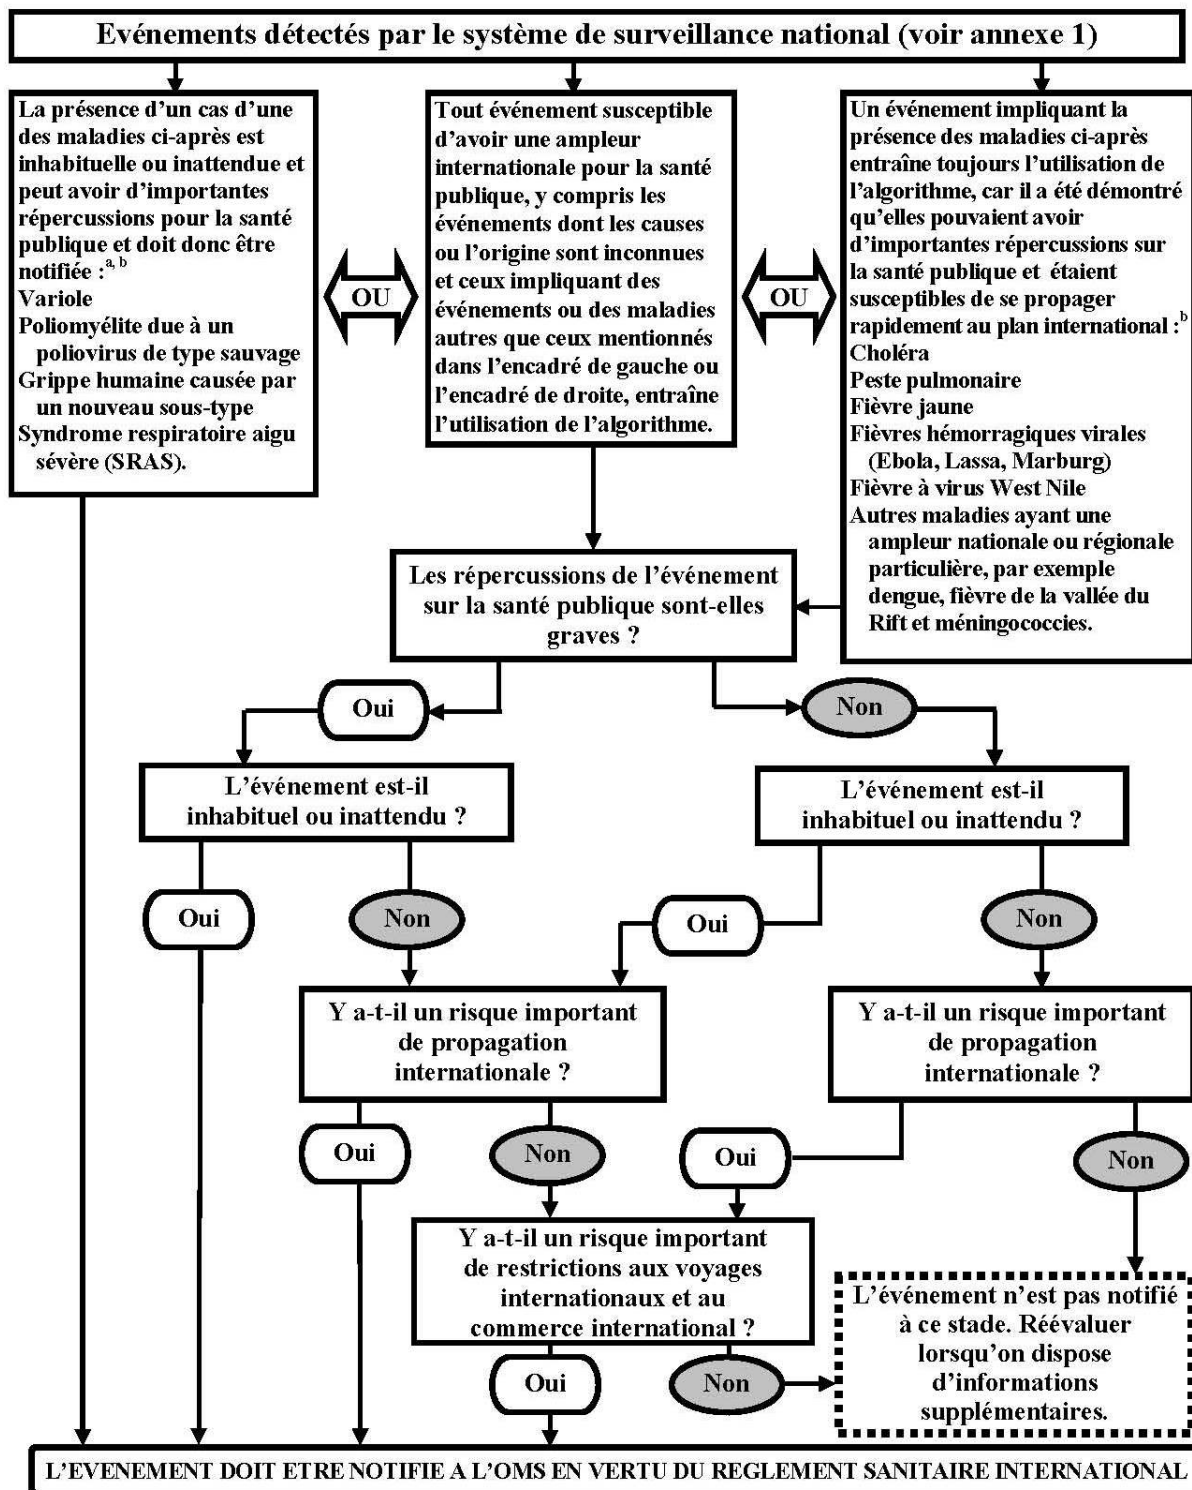 Evénements détectés par le système de surveillance national (voir annexe 1)
La présence d'un cas d'une
des maladies ci-après est
inhabituelle ou inattendue et
peut avoir d'importantes
répercussions pour la santé
publique et doit donc être
notifiée :a, b
Variole
Poliomyélite due à un
poliovirus de type sauvage
Grippe humaine causée par
un nouveau sous-type
Syndrome respiratoire aigu
sévère (SRAS).
OU
Tout événement susceptible
d'avoir une ampleur
internationale pour la santé
publique, y compris les
événements dont les causes
ou l'origine sont inconnues
et ceux impliquant des
événements ou des maladies
autres que ceux mentionnés
dans l'encadré de gauche ou
l'encadré de droite, entraîne
l'utilisation de l'algorithme.
OU
Un événement impliquant la
présence des maladies ci-après
entraîne toujours l'utilisation de
l'algorithme, car il a été démontré
qu'elles pouvaient avoir
d'importantes répercussions sur
la santé publique et étaient
susceptibles de se propager
rapidement au plan international :b
Choléra
Peste pulmonaire
Fièvre jaune
Fièvres hémorragiques virales
(Ebola, Lassa, Marburg)
Fièvre à virus West Nile
Autres maladies ayant une
ampleur nationale ou régionale
particulière, par exemple
dengue, fièvre de la vallée du
Rift et méningococcies.
Les répercussions de l'événement
sur la santé publique sont-elles
graves ?
Oui
Non
L'événement est-il
inhabituel ou inattendu ?
L'événement est-il
inhabituel ou inattendu ?
Oui
Non
Oui
Non
Y a-t-il un risque important
de propagation
internationale ?
Y a-t-il un risque important
de propagation
internationale ?
Oui
Non
Oui
Non
Y a-t-il un risque important
de restrictions aux voyages
internationaux et au
commerce international ?
L'événement n'est pas notifié
à ce stade. Réévaluer
lorsqu'on dispose
d'informations
supplémentaires.
Oui
Non
L'EVENEMENT DOIT ETRE NOTIFIE A L'OMS EN VERTU DU REGLEMENT SANITAIRE INTERNATIONAL